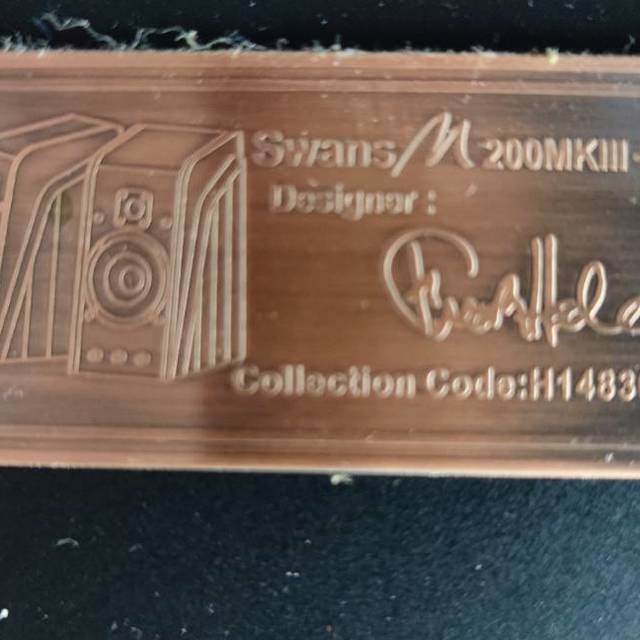 Swans M 200MKIII
Designer :
Collection Code:H1483